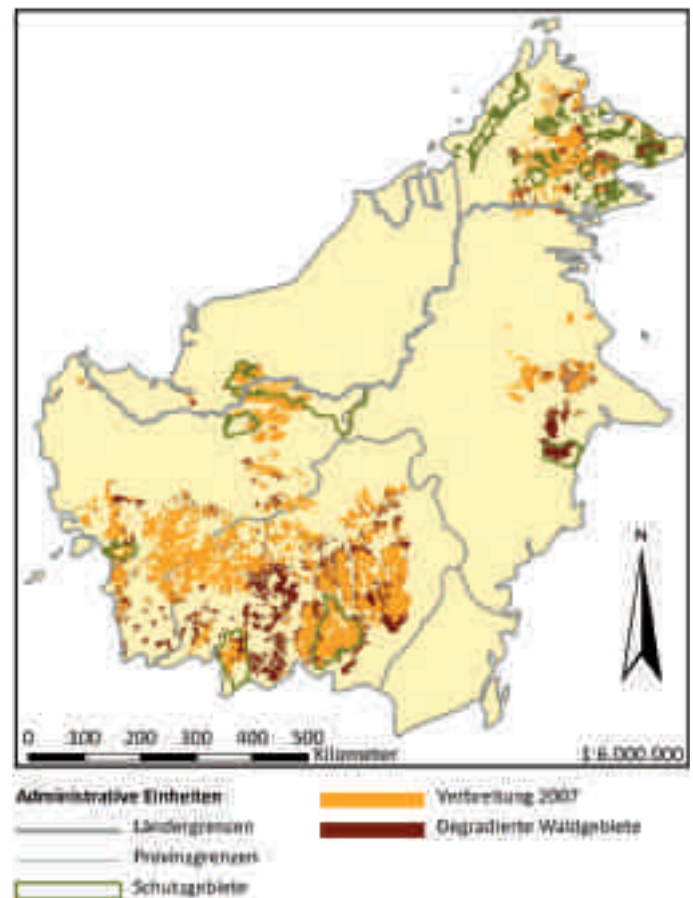 N
0 100 200 300 400 500
Kilometer
1:6.000.000
Administrative Einheiten
Ländergrenzen
Provinzgrenzen
Schutzgebiete
Verbreitung 2007
Degradierte Waldgebiete